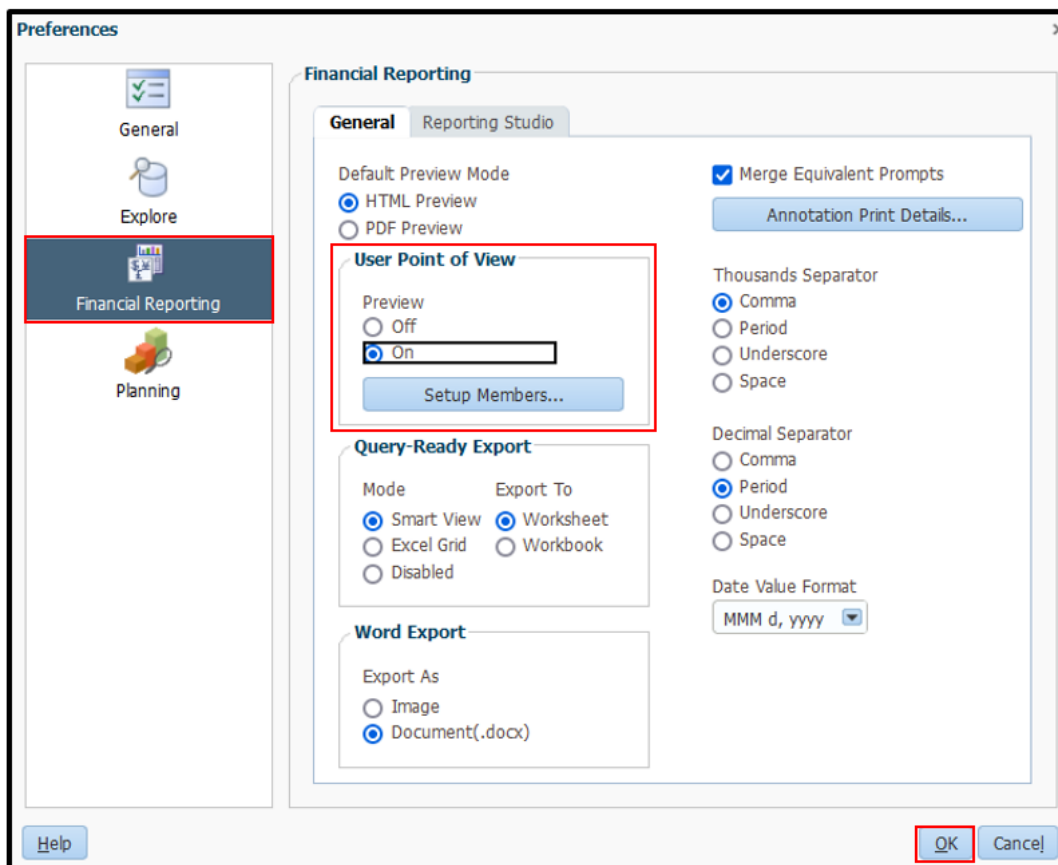 Preferences
General
Explore
Financial Reporting
Planning
Financial Reporting
General
Reporting Studio
Default Preview Mode
HTML Preview
PDF Preview
User Point of View
Preview
Off
On
Setup Members...
Query-Ready Export
Mode
Export To
Smart View
Worksheet
Excel Grid
Workbook
Disabled
Word Export
Export As
Image
Document(.docx)
Merge Equivalent Prompts
Annotation Print Details...
Thousands Separator
Comma
Period
Underscore
Space
Decimal Separator
Comma
Period
Underscore
Space
Date Value Format
MMM d, yyyy
Help
OK
Cancel